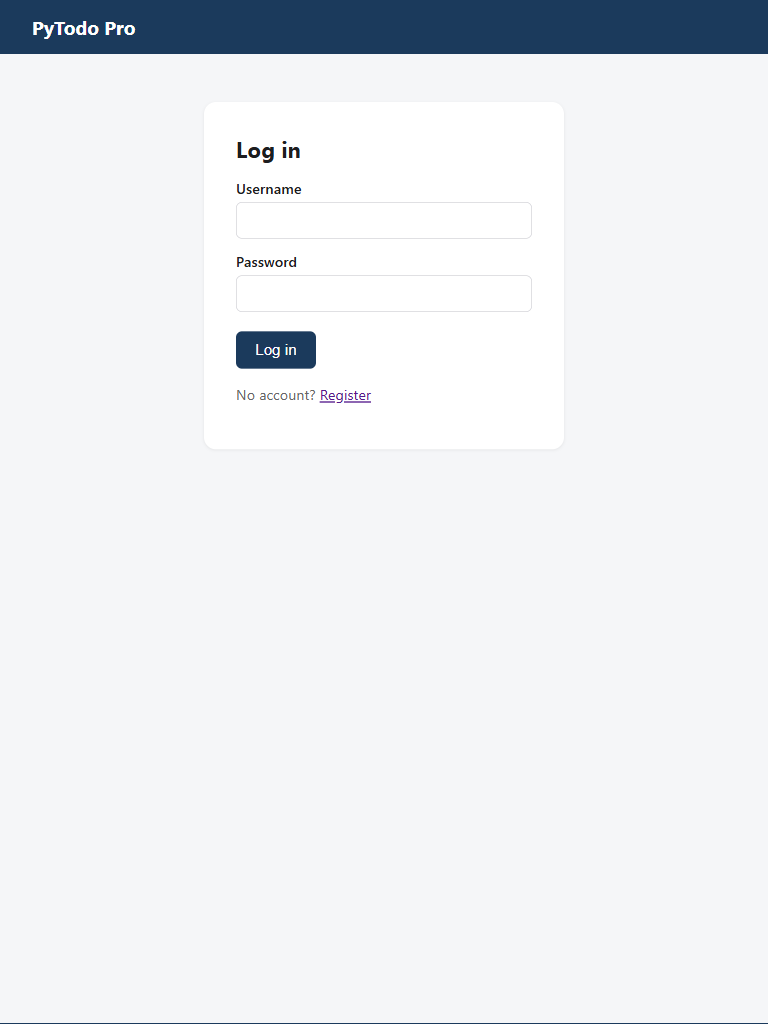 PyTodo Pro
Log in
Username
Password
Log in
No account? Register